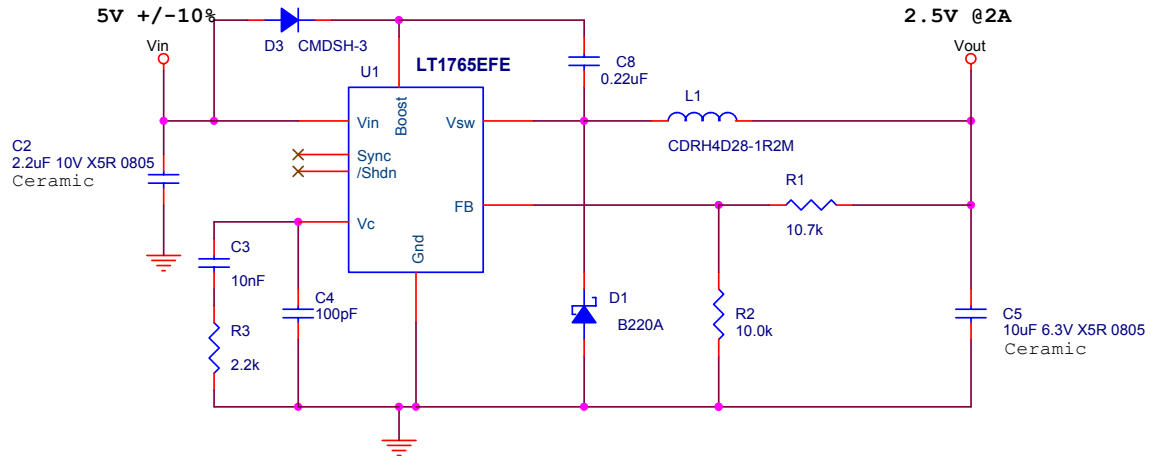 5V +/-10%
2.5V @2A
Vin
D3 CMDSH-3
Vout
U1
LT1765EFE
C8
0.22uF
L1
CDRH4D28-1R2M
Vin
Boost
Vsw
Sync
/Shdn
FB
Vc
Gnd
C2
2.2uF 10V X5R 0805
Ceramic
R1
10.7k
C3
10nF
C4
100pF
R3
2.2k
D1
B220A
R2
10.0k
C5
10uF 6.3V X5R 0805
Ceramic